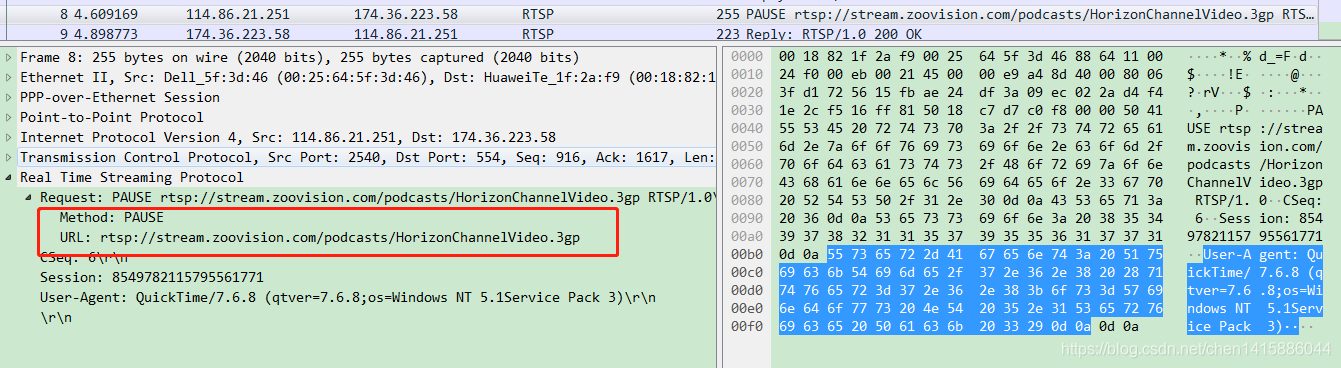 8 4.609169 114.86.21.251 174.36.223.58 RTSP 255 PAUSE rtsp://stream.zoovision.com/podcasts/HorizonChannelVideo.3gp RTS...
9 4.898773 174.36.223.58 114.86.21.251 RTSP 223 Reply: RTSP/1.0 200 OK
Frame 8: 255 bytes on wire (2040 bits), 255 bytes captured (2040 bits)
Ethernet II, Src: Dell_5f:3d:46 (00:25:64:5f:3d:46), Dst: HuaweiTe_1f:2a:f9 (00:18:82:1
PPP-over-Ethernet Session
Point-to-Point Protocol
Internet Protocol Version 4, Src: 114.86.21.251, Dst: 174.36.223.58
Transmission Control Protocol, Src Port: 2540, Dst Port: 554, Seq: 916, Ack: 1617, Len:
Real Time Streaming Protocol
Request: PAUSE rtsp://stream.zoovision.com/podcasts/HorizonChannelVideo.3gp RTSP/1.0\
Method: PAUSE
URL: rtsp://stream.zoovision.com/podcasts/HorizonChannelVideo.3gp
CSeq: 6\r\n
Session: 8549782115795561771
User-Agent: QuickTime/7.6.8 (qtver=7.6.8;os=Windows NT 5.1Service Pack 3)\r\n
\r\n
0000 00 18 82 1f 2a f9 00 25 64 5f 3d 46 88 64 11 00 ····*··% d_=F·d··
0010 24 f0 00 eb 00 21 45 00 00 e9 a4 8d 40 00 80 06 $····!E· ····@···
0020 3f d1 72 56 15 fb ae 24 df 3a 09 ec 02 2a d4 f4 ?·rV···$ ·:···*··
0030 1e 2c f5 16 ff 81 50 18 c7 d7 c0 f8 00 00 50 41 ·,····P· ······PA
0040 55 53 45 20 72 74 73 70 3a 2f 2f 73 74 72 65 61 USE rtsp ://strea
0050 6d 2e 7a 6f 6f 76 69 73 69 6f 6e 2e 63 6f 6d 2f m.zoovis ion.com/
0060 70 6f 64 63 61 73 74 73 2f 48 6f 72 69 7a 6f 6e podcasts /Horizon
0070 43 68 61 6e 6e 65 6c 56 69 64 65 6f 2e 33 67 70 ChannelV ideo.3gp
0080 20 52 54 53 50 2f 31 2e 30 0d 0a 43 53 65 71 3a RTSP/1. 0··CSeq:
0090 20 36 0d 0a 53 65 73 73 69 6f 6e 3a 20 38 35 34 6··Sess ion: 854
00a0 39 37 38 32 31 31 35 37 39 35 35 36 31 37 37 31 97821157 95561771
00b0 0d 0a 55 73 65 72 2d 41 67 65 6e 74 3a 20 51 75 ··User-A gent: Qu
00c0 69 63 6b 54 69 6d 65 2f 37 2e 36 2e 38 20 28 71 ickTime/ 7.6.8 (q
00d0 74 76 65 72 3d 37 2e 36 2e 38 3b 6f 73 3d 57 69 tver=7.6 .8;os=Wi
00e0 6e 64 6f 77 73 20 4e 54 20 35 2e 31 53 65 72 76 ndows NT 5.1Serv
00f0 69 63 65 20 50 61 63 6b 20 33 29 0d 0a 0d 0a ice Pack 3)····
https://blog.csdn.net/chen1415886044